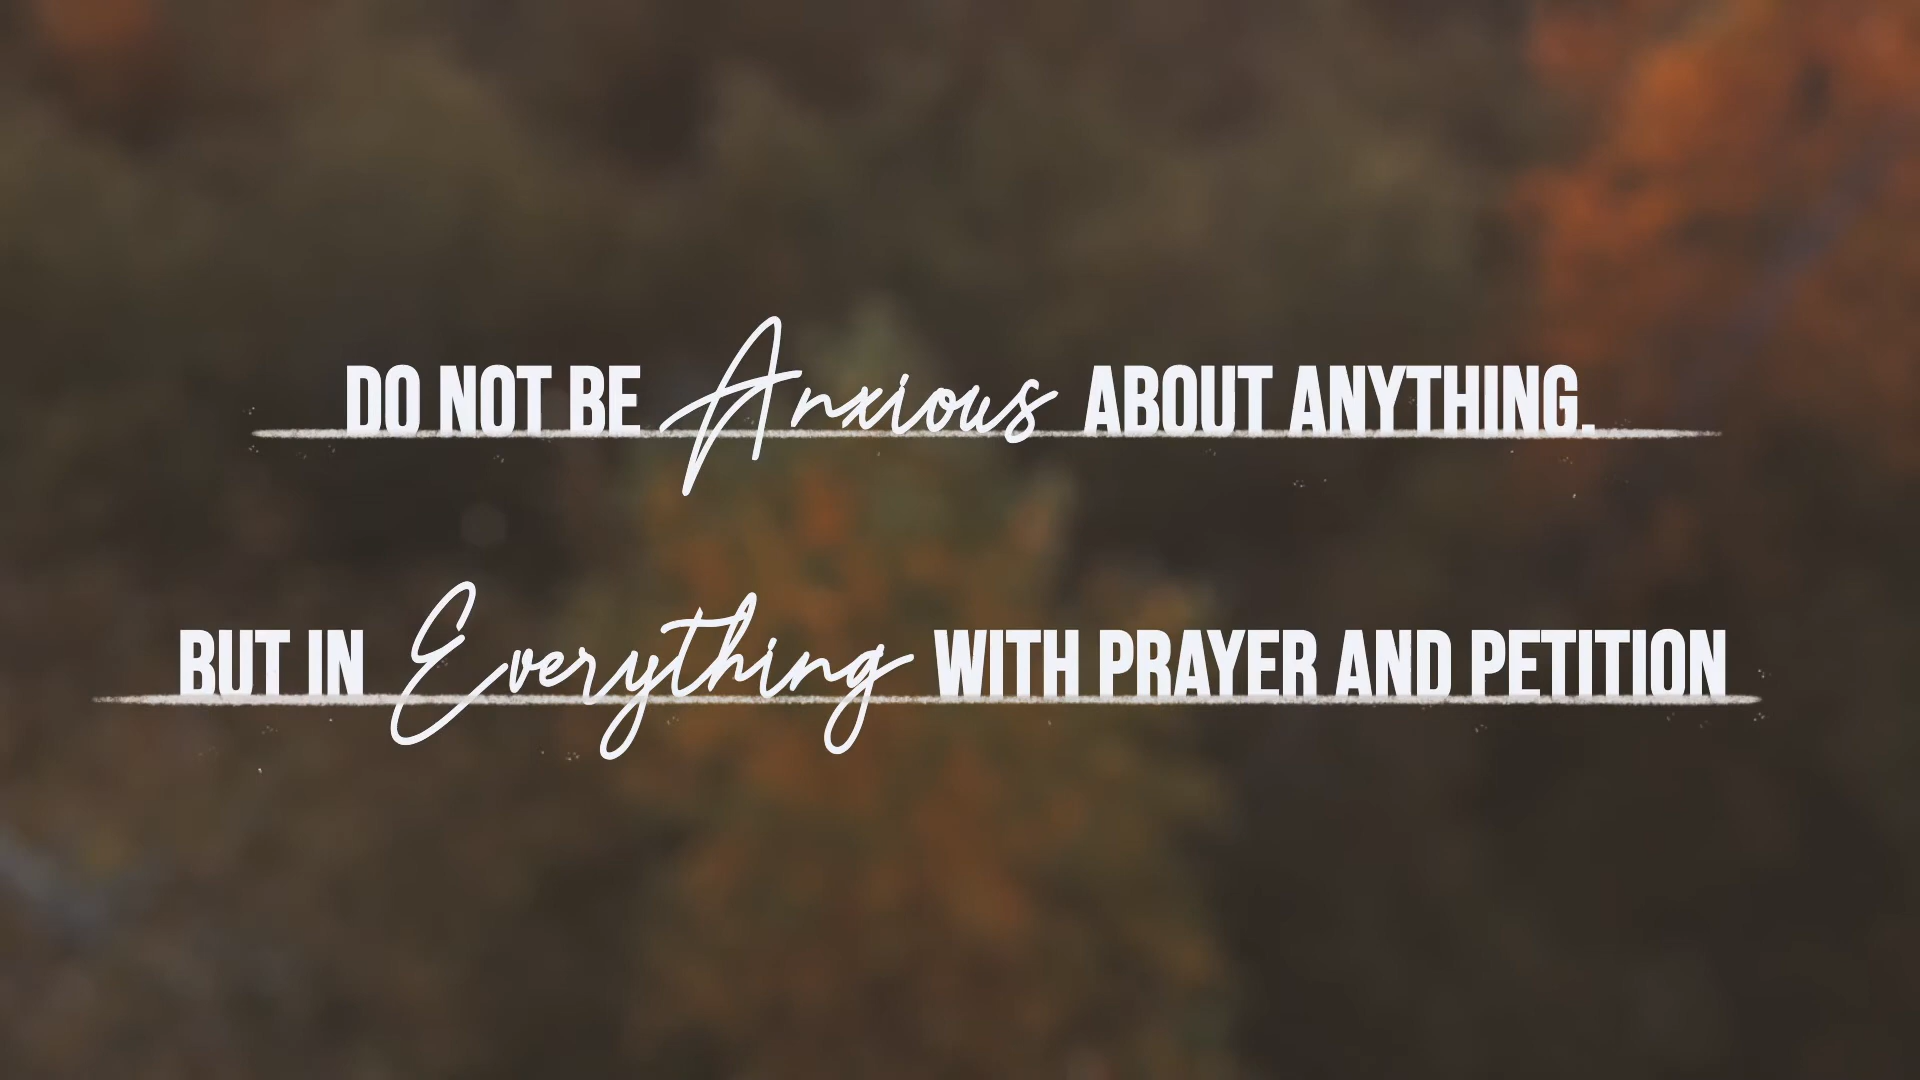 DO NOT BE Anxious ABOUT ANYTHING.
BUT IN Everything WITH PRAYER AND PETITION